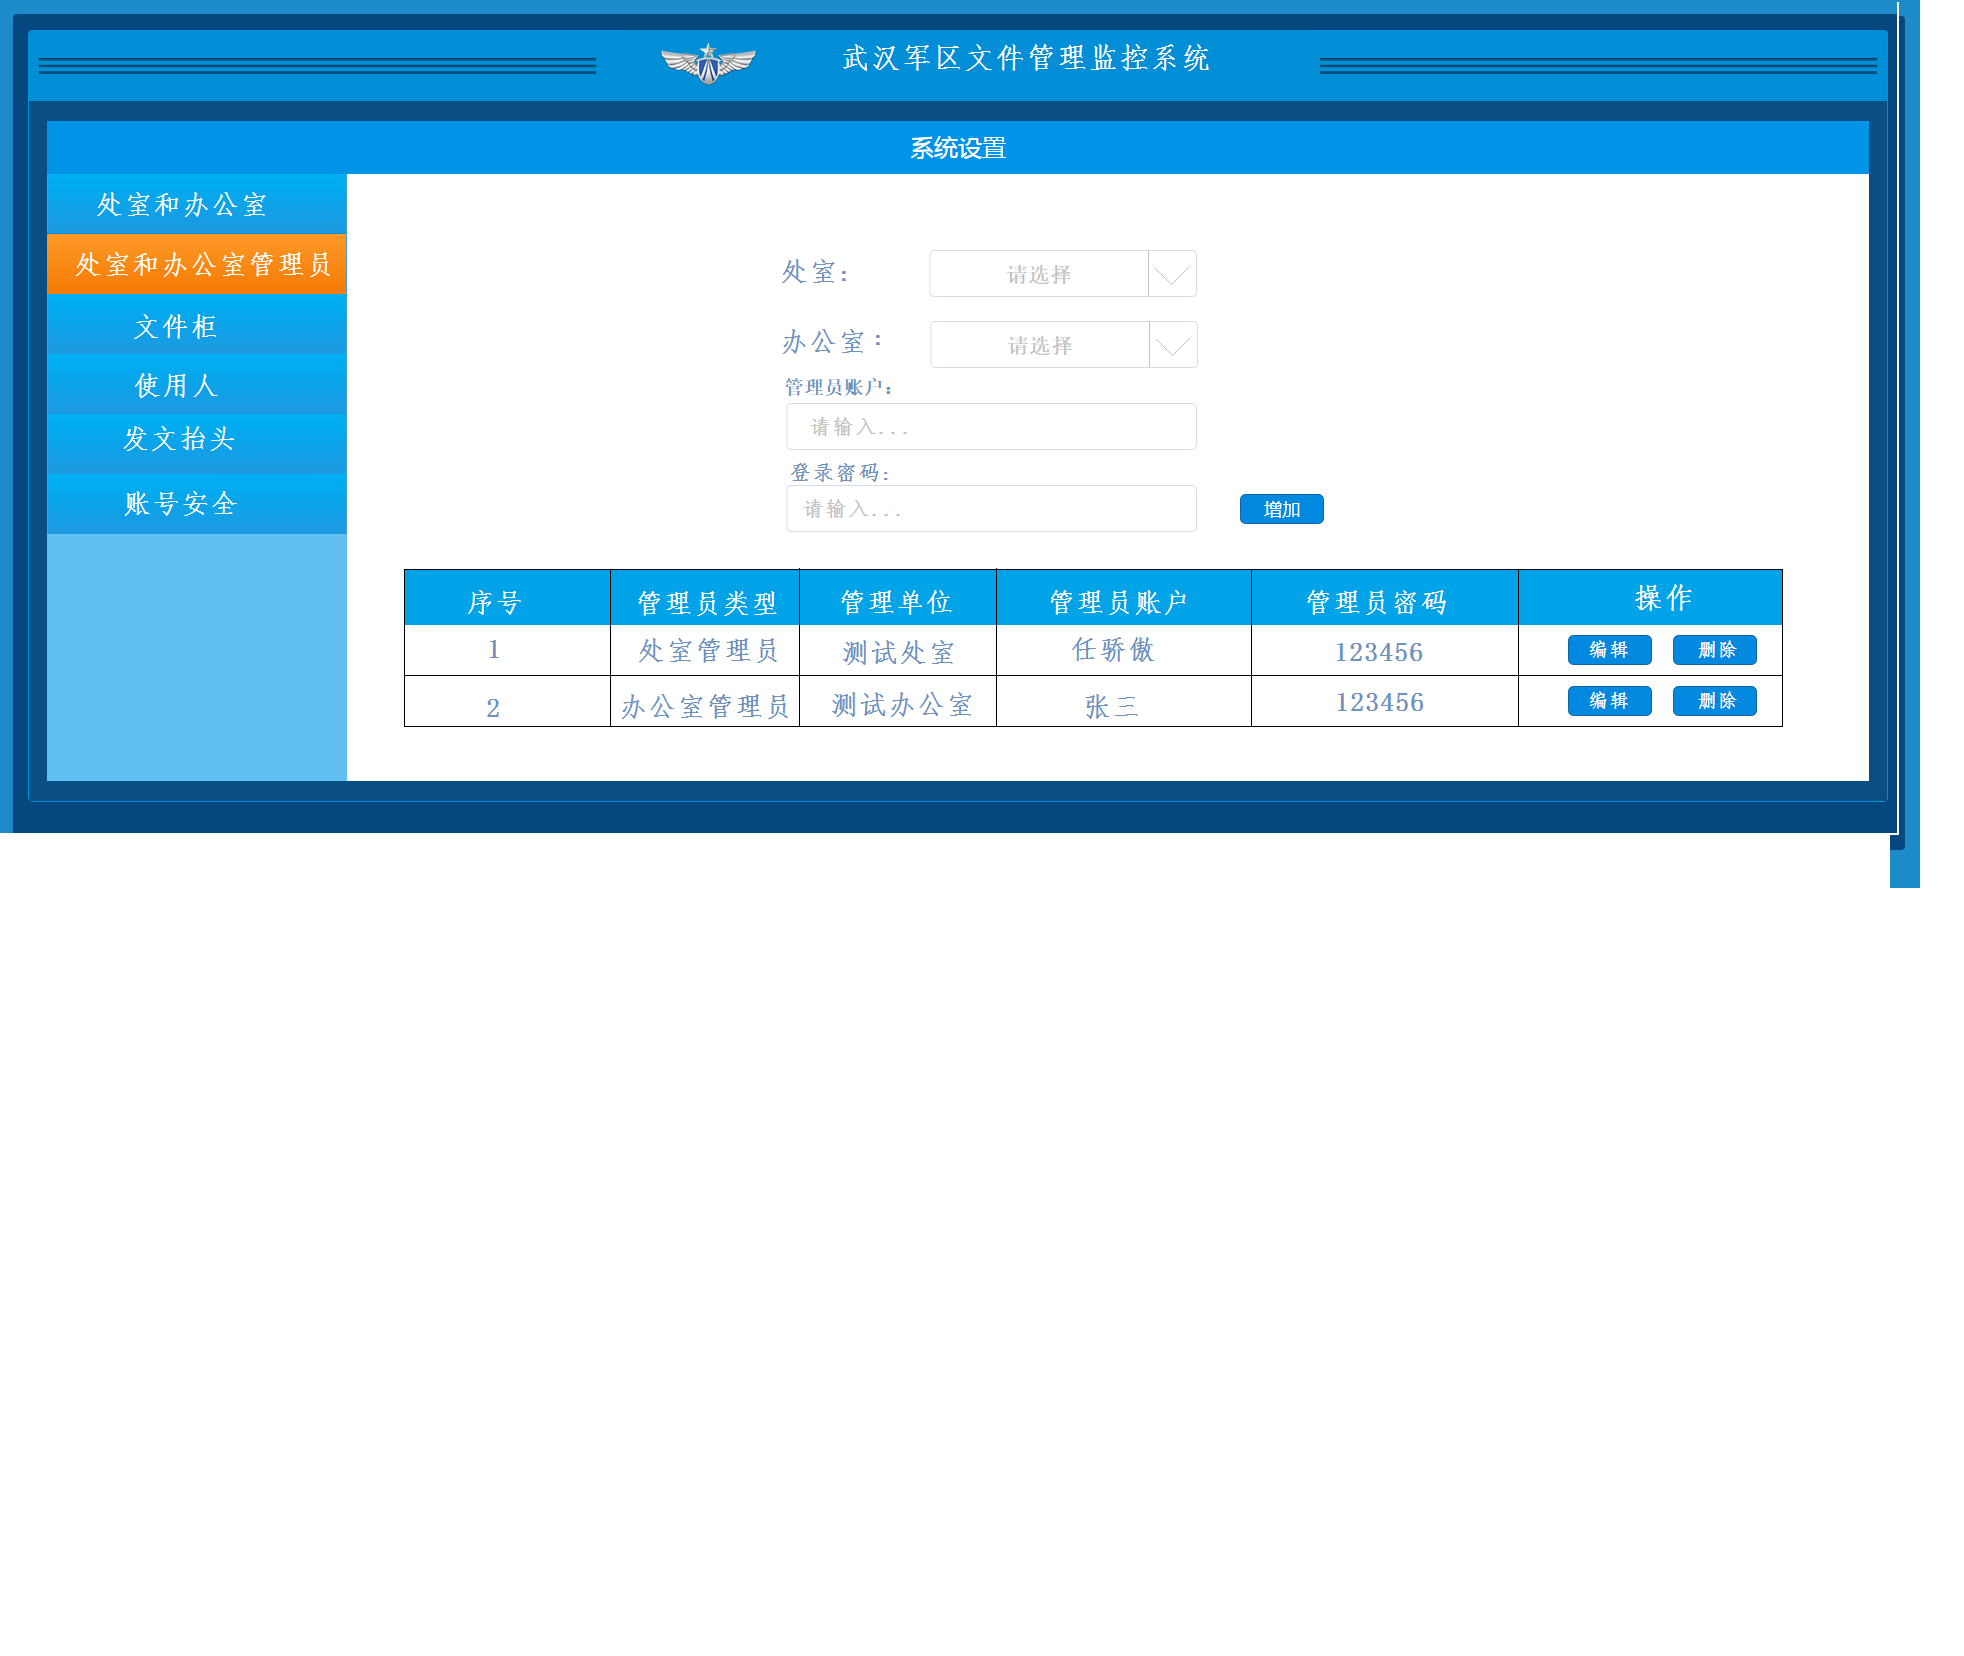 武汉军区文件管理监控系统
系统设置
处室和办公室
处室和办公室管理员
文件柜
使用人
发文抬头
账号安全
处室：
请选择
办公室：
请选择
管理员账户：
请输入...
登录密码：
请输入...
增加
序号 管理员类型 管理单位 管理员账户 管理员密码 操作
1 处室管理员 测试处室 任骄傲 123456 编辑 删除
2 办公室管理员 测试办公室 张三 123456 编辑 删除